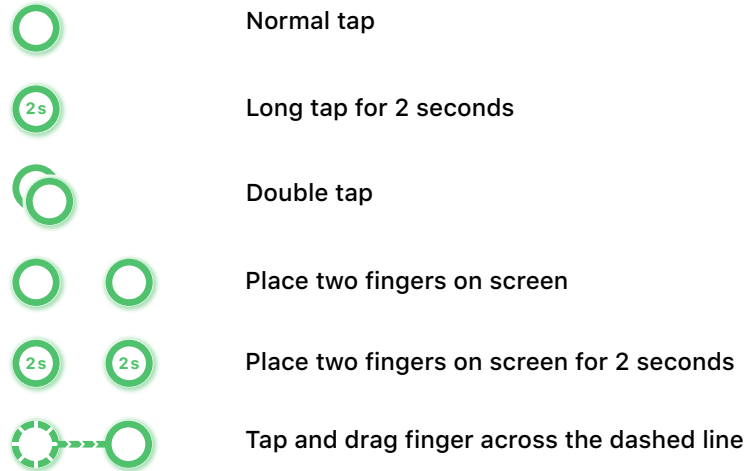 Normal tap
2s
Long tap for 2 seconds
Double tap
Place two fingers on screen
2s
2s
Place two fingers on screen for 2 seconds
Tap and drag finger across the dashed line